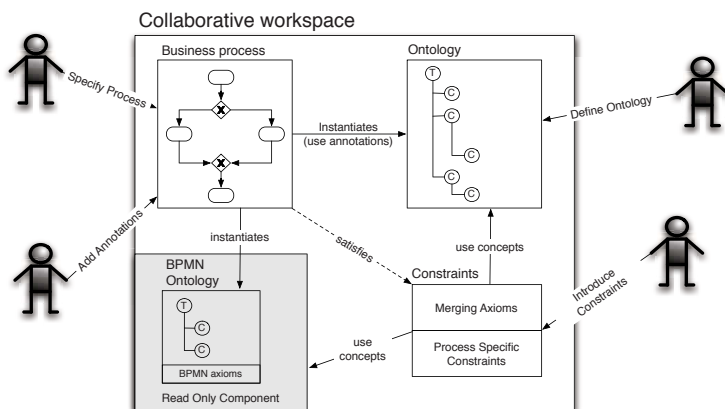 Collaborative workspace
Business process
Ontology
Specify Process
X
X
Instantiates
(use annotations)
T
C
C
C
C
C
Define Ontology
Add Annotations
instantiates
satisfies
use concepts
BPMN
Ontology
T
C
C
BPMN axioms
Read Only Component
Constraints
Merging Axioms
Process Specific
Constraints
use
concepts
Introduce
Constraints